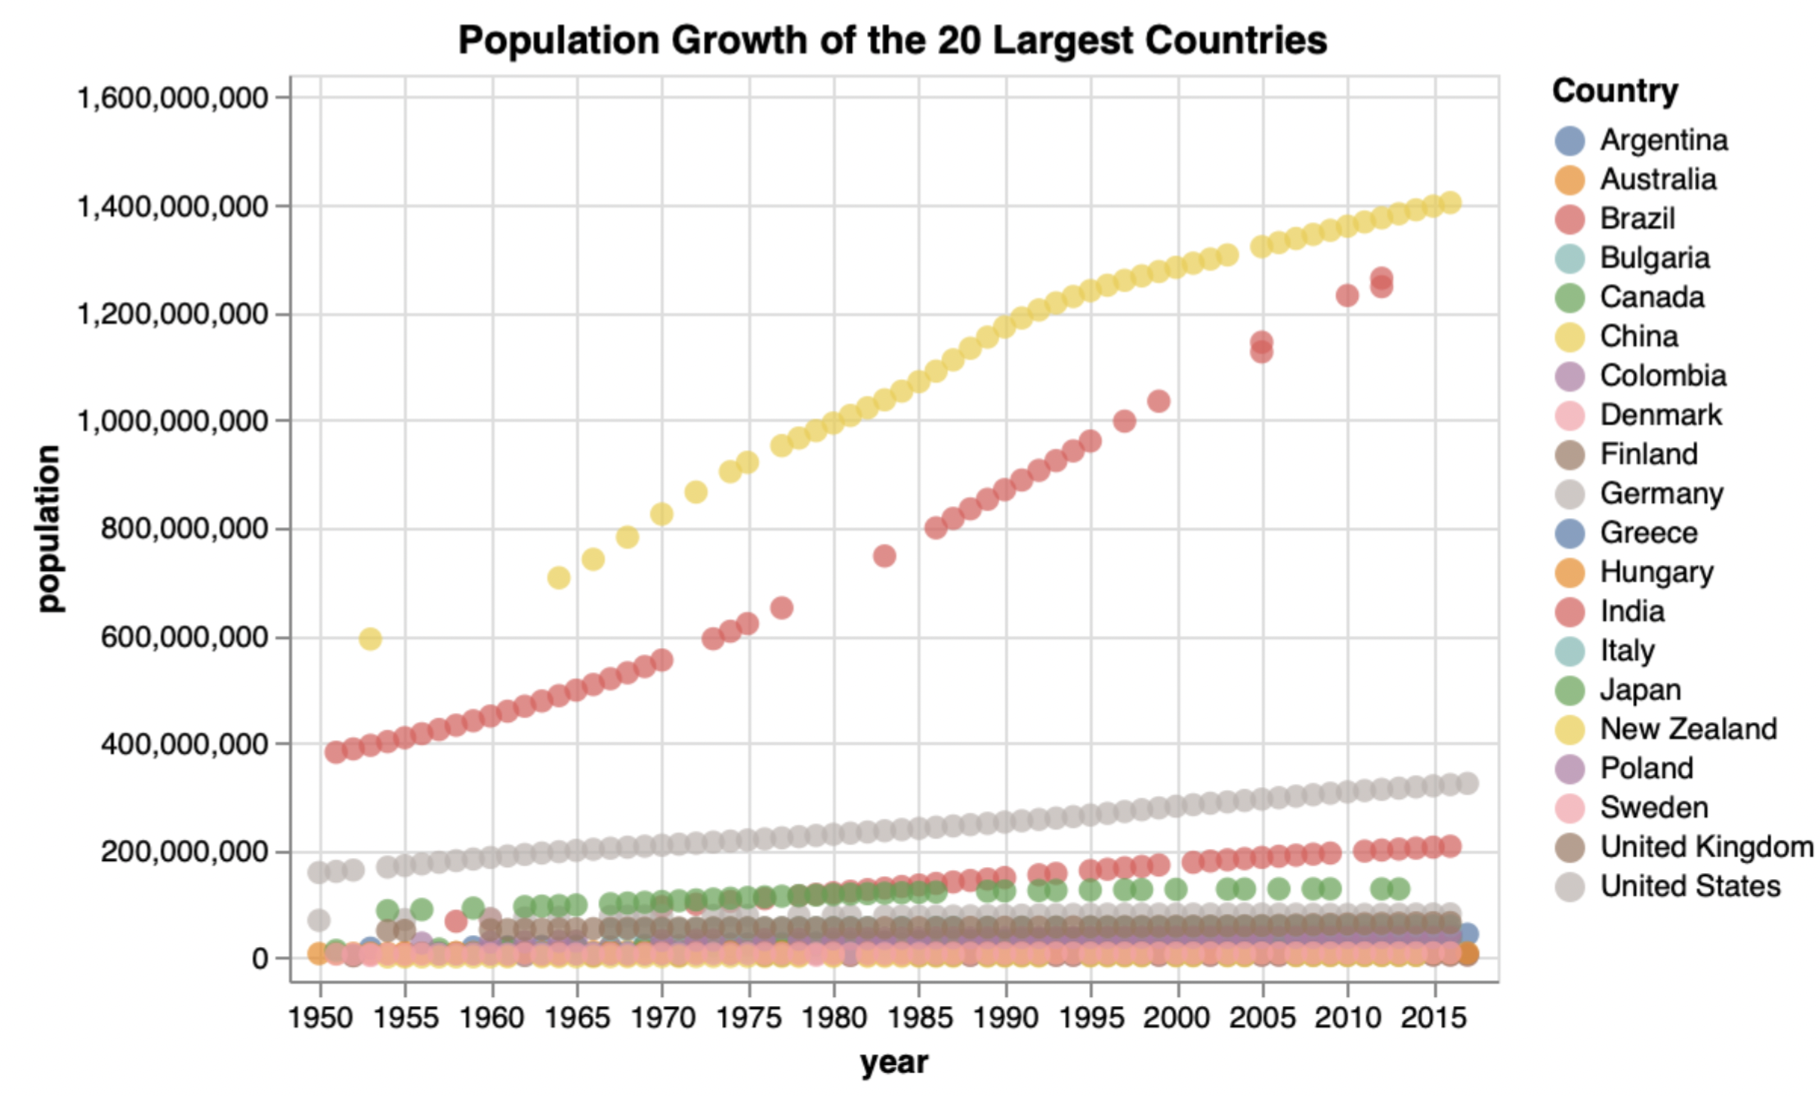 Population Growth of the 20 Largest Countries
1,600,000,000
1,400,000,000
1,200,000,000
1,000,000,000
800,000,000
600,000,000
400,000,000
200,000,000
0
population
1950 1955 1960 1965 1970 1975 1980 1985 1990 1995 2000 2005 2010 2015
year
Country
Argentina
Australia
Brazil
Bulgaria
Canada
China
Colombia
Denmark
Finland
Germany
Greece
Hungary
India
Italy
Japan
New Zealand
Poland
Sweden
United Kingdom
United States